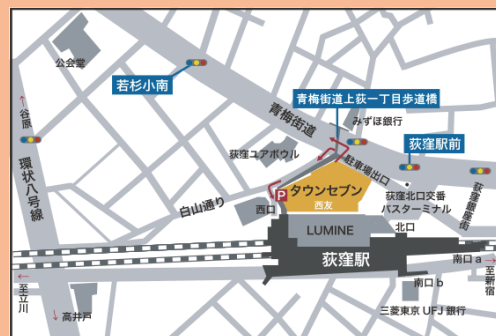 公会堂
若杉小南
青梅街道上荻一丁目歩道橋
みずほ銀行
青梅街道
←谷原
環状八号線
荻窪ユアボウル
駐車場出口
荻窪駅前
P
タウンセブン
西友
白山通り
西口
荻窪北口交番
バスターミナル
荻窪銀座街
LUMINE
北口
荻窪駅
南口a
→至新宿
←至立川
←高井戸
南口b
三菱東京UFJ銀行